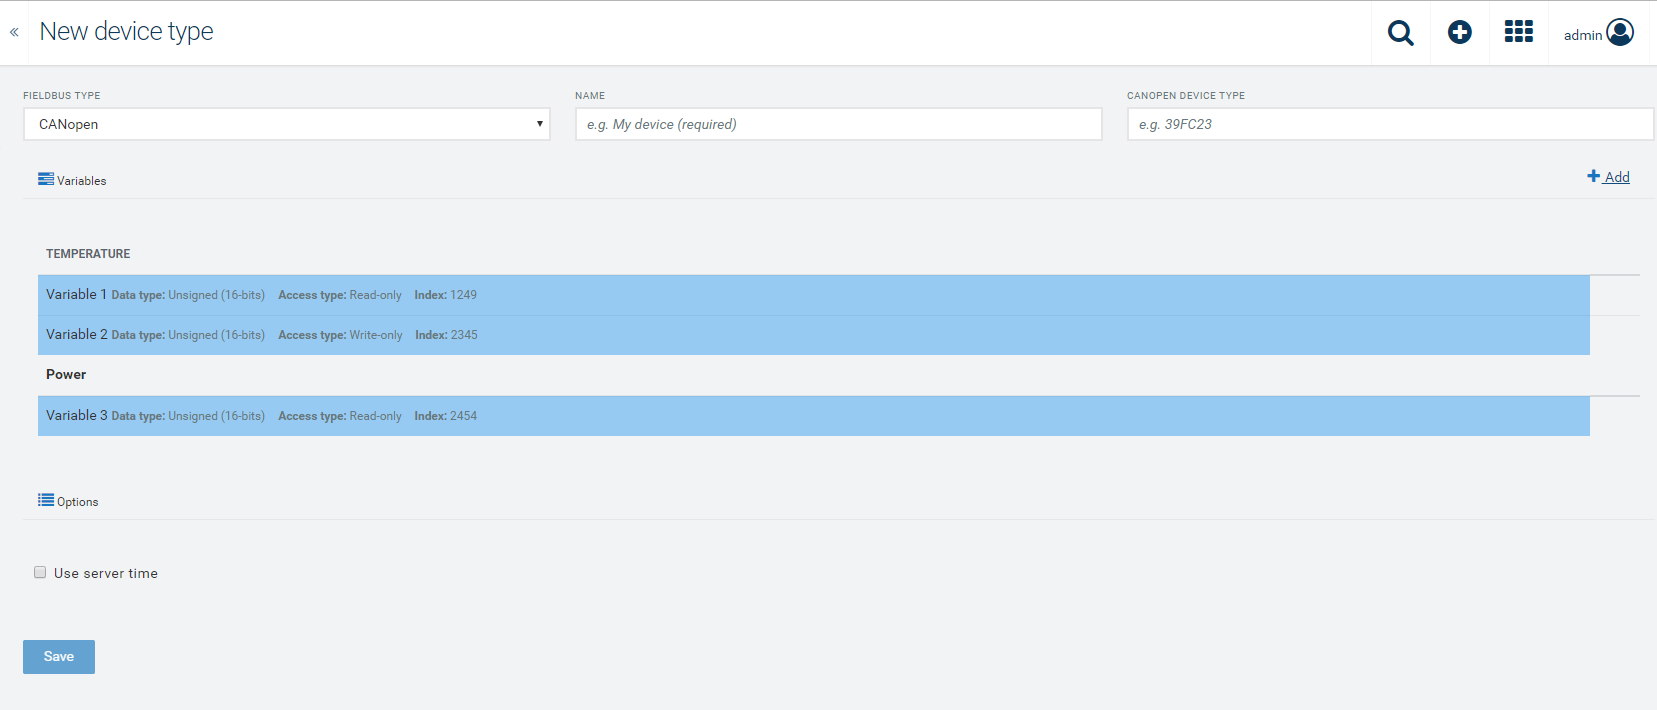 « New device type admin
FIELDBUS TYPE NAME CANOPEN DEVICE TYPE
CANopen e.g. My device (required) e.g. 39FC23
Variables Add
TEMPERATURE
Variable 1 Data type: Unsigned (16-bits) Access type: Read-only Index: 1249
Variable 2 Data type: Unsigned (16-bits) Access type: Write-only Index: 2345
Power
Variable 3 Data type: Unsigned (16-bits) Access type: Read-only Index: 2454
Options
Use server time
Save